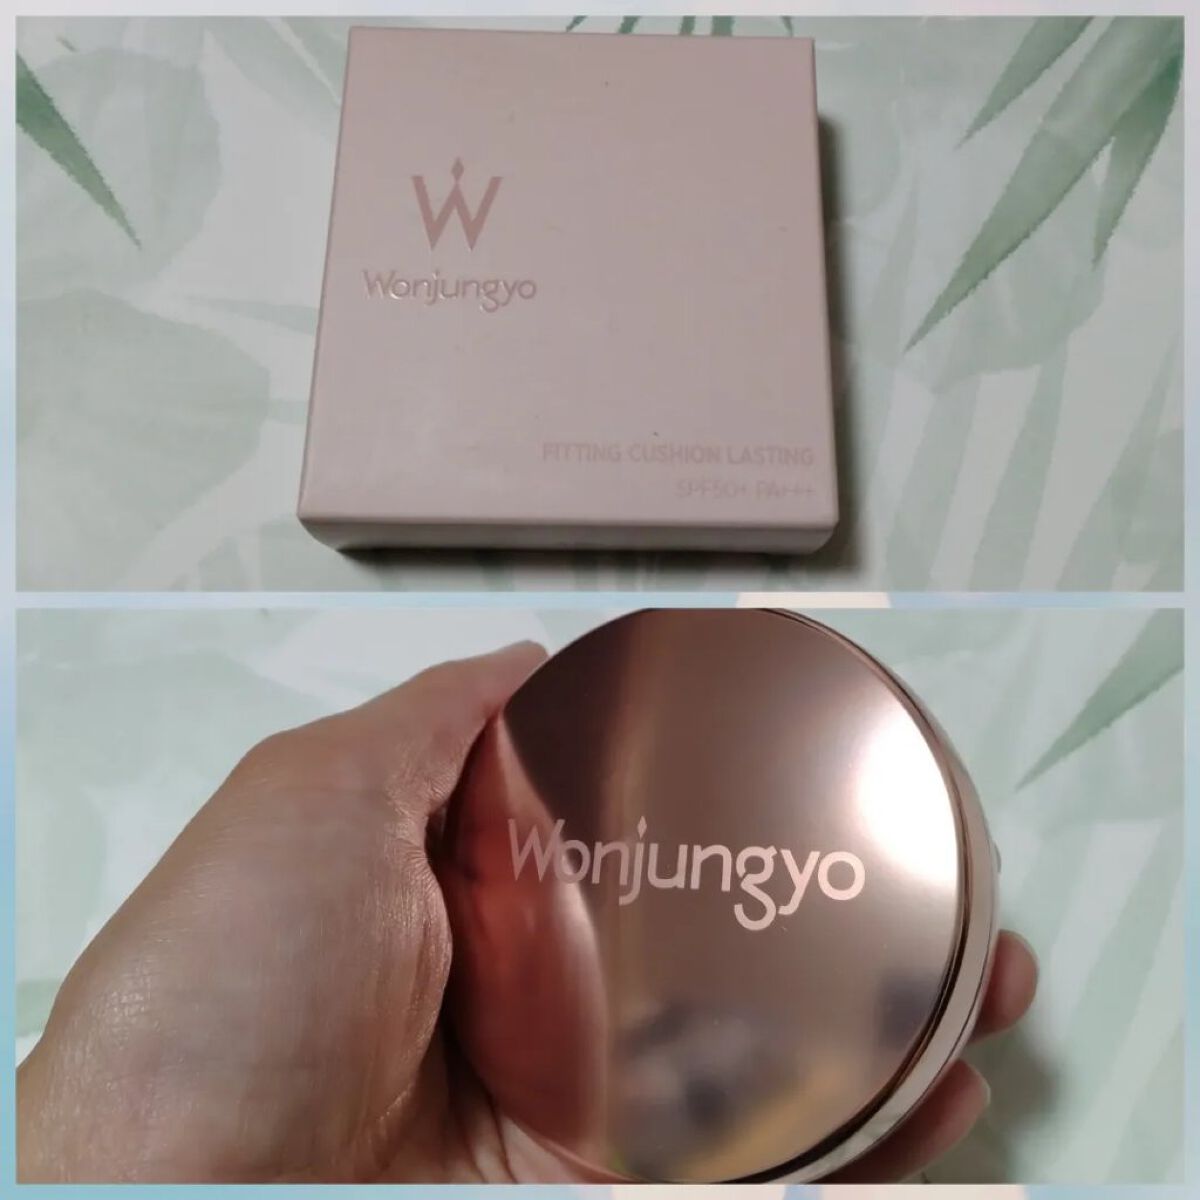 Wonjungyo
FITTING CUSHION LASTING
SPF50+ PA+++
Wonjungyo